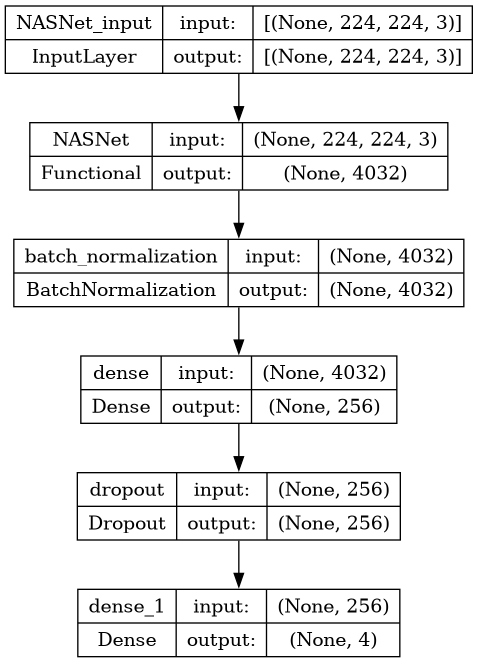 NASNet_input input: [(None, 224, 224, 3)]
InputLayer output: [(None, 224, 224, 3)]
NASNet input: (None, 224, 224, 3)
Functional output: (None, 4032)
batch_normalization input: (None, 4032)
BatchNormalization output: (None, 4032)
dense input: (None, 4032)
Dense output: (None, 256)
dropout input: (None, 256)
Dropout output: (None, 256)
dense_1 input: (None, 256)
Dense output: (None, 4)